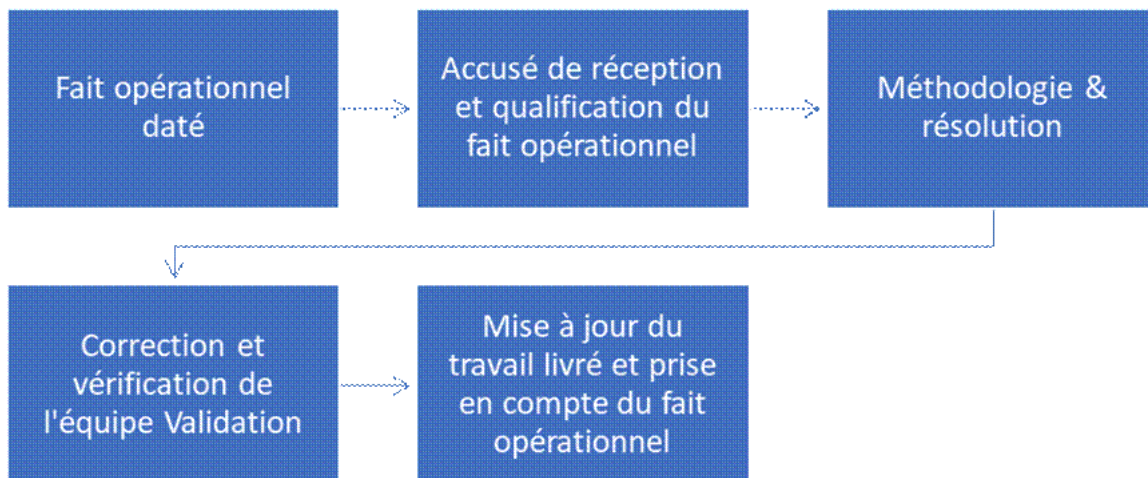 Fait opérationnel
daté
Accusé de réception
et qualification du
fait opérationnel
Méthodologie &
résolution
Correction et
vérification de
l'équipe Validation
Mise à jour du
travail livré et prise
en compte du fait
opérationnel